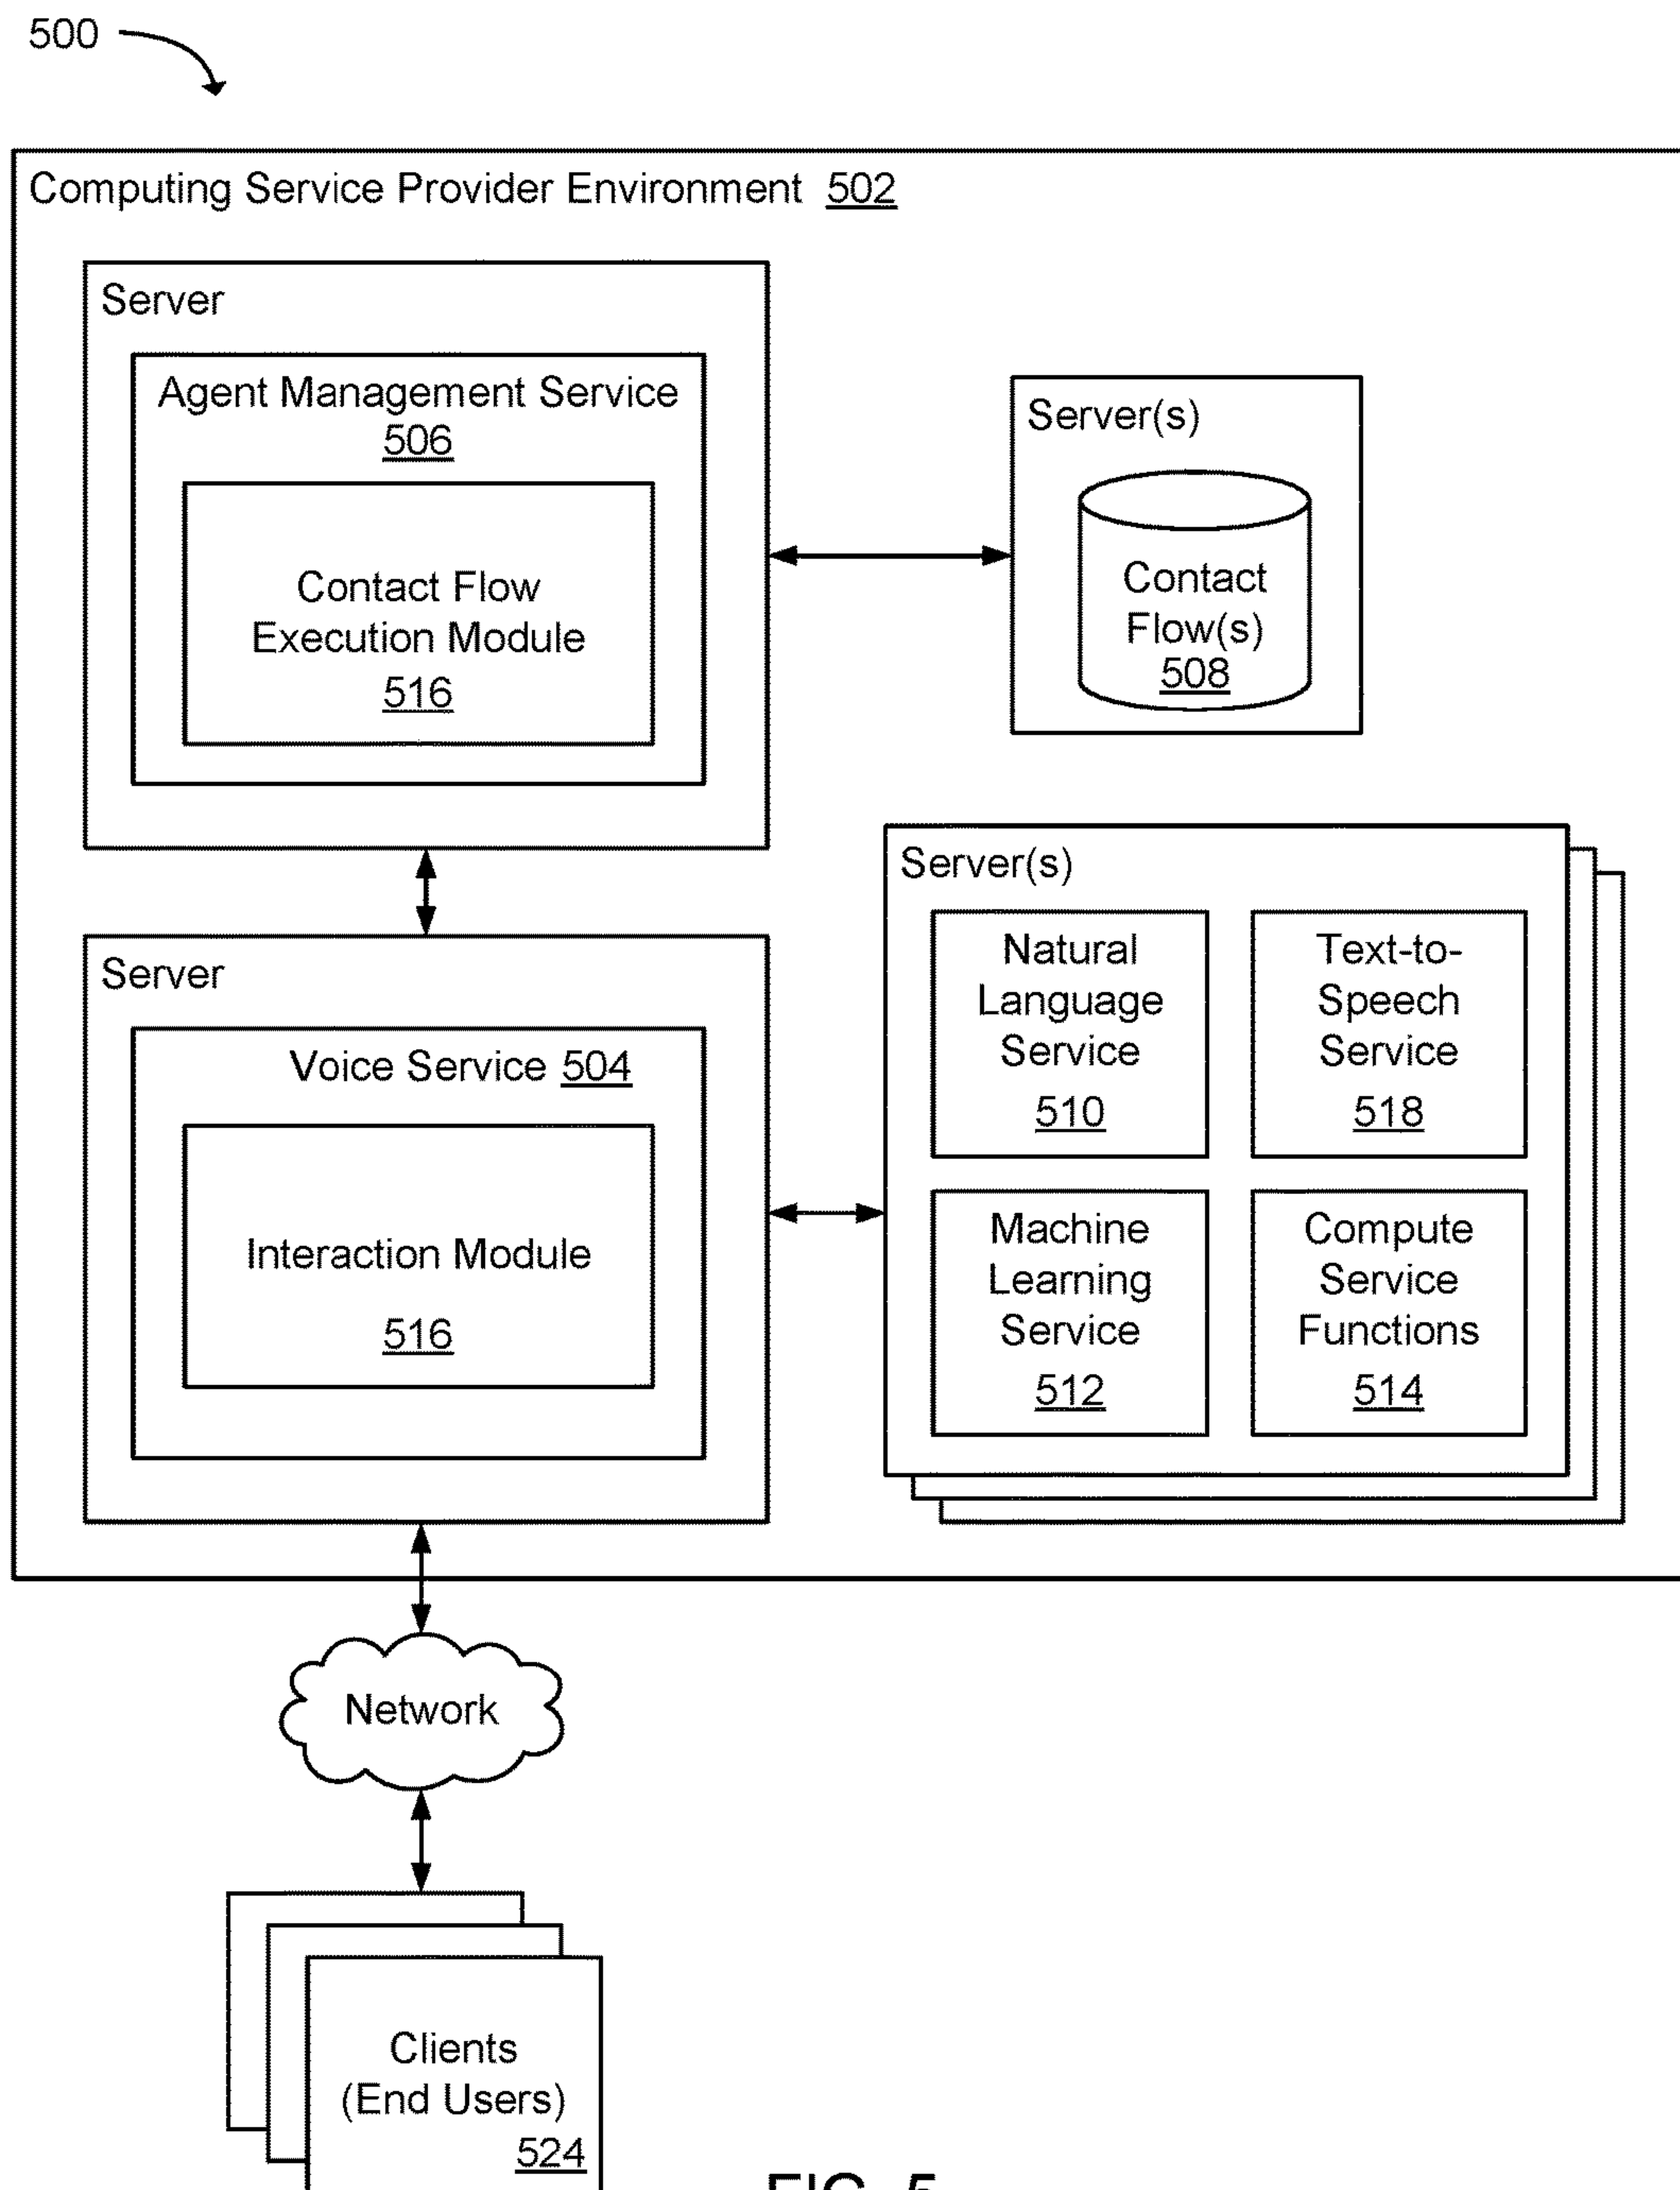 500
Computing Service Provider Environment 502
Server
Agent Management Service
506
Contact Flow
Execution Module
516
Server(s)
Contact
Flow(s)
508
Server
Voice Service 504
Interaction Module
516
Server(s)
Natural
Language
Service
510
Text-to-
Speech
Service
518
Machine
Learning
Service
512
Compute
Service
Functions
514
Network
Clients
(End Users)
524
FIG. 5